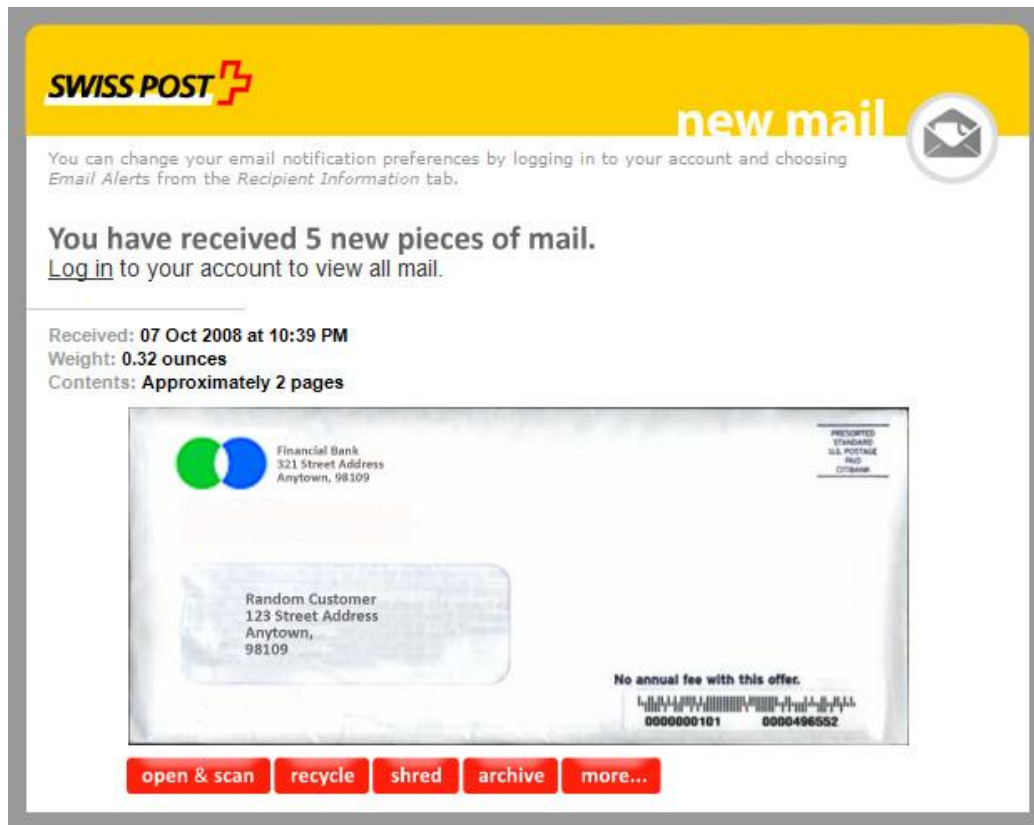 SWISS POST
new mail
You can change your email notification preferences by logging in to your account and choosing
Email Alerts from the Recipient Information tab.
You have received 5 new pieces of mail.
Log in to your account to view all mail.
Received: 07 Oct 2008 at 10:39 PM
Weight: 0.32 ounces
Contents: Approximately 2 pages
Financial Bank
321 Street Address
Anytown, 98109
PRESORTED
STANDARD
U.S. POSTAGE
PAID
CITIBANK
Random Customer
123 Street Address
Anytown,
98109
No annual fee with this offer.
0000000101 0000496552
open & scan recycle shred archive more...